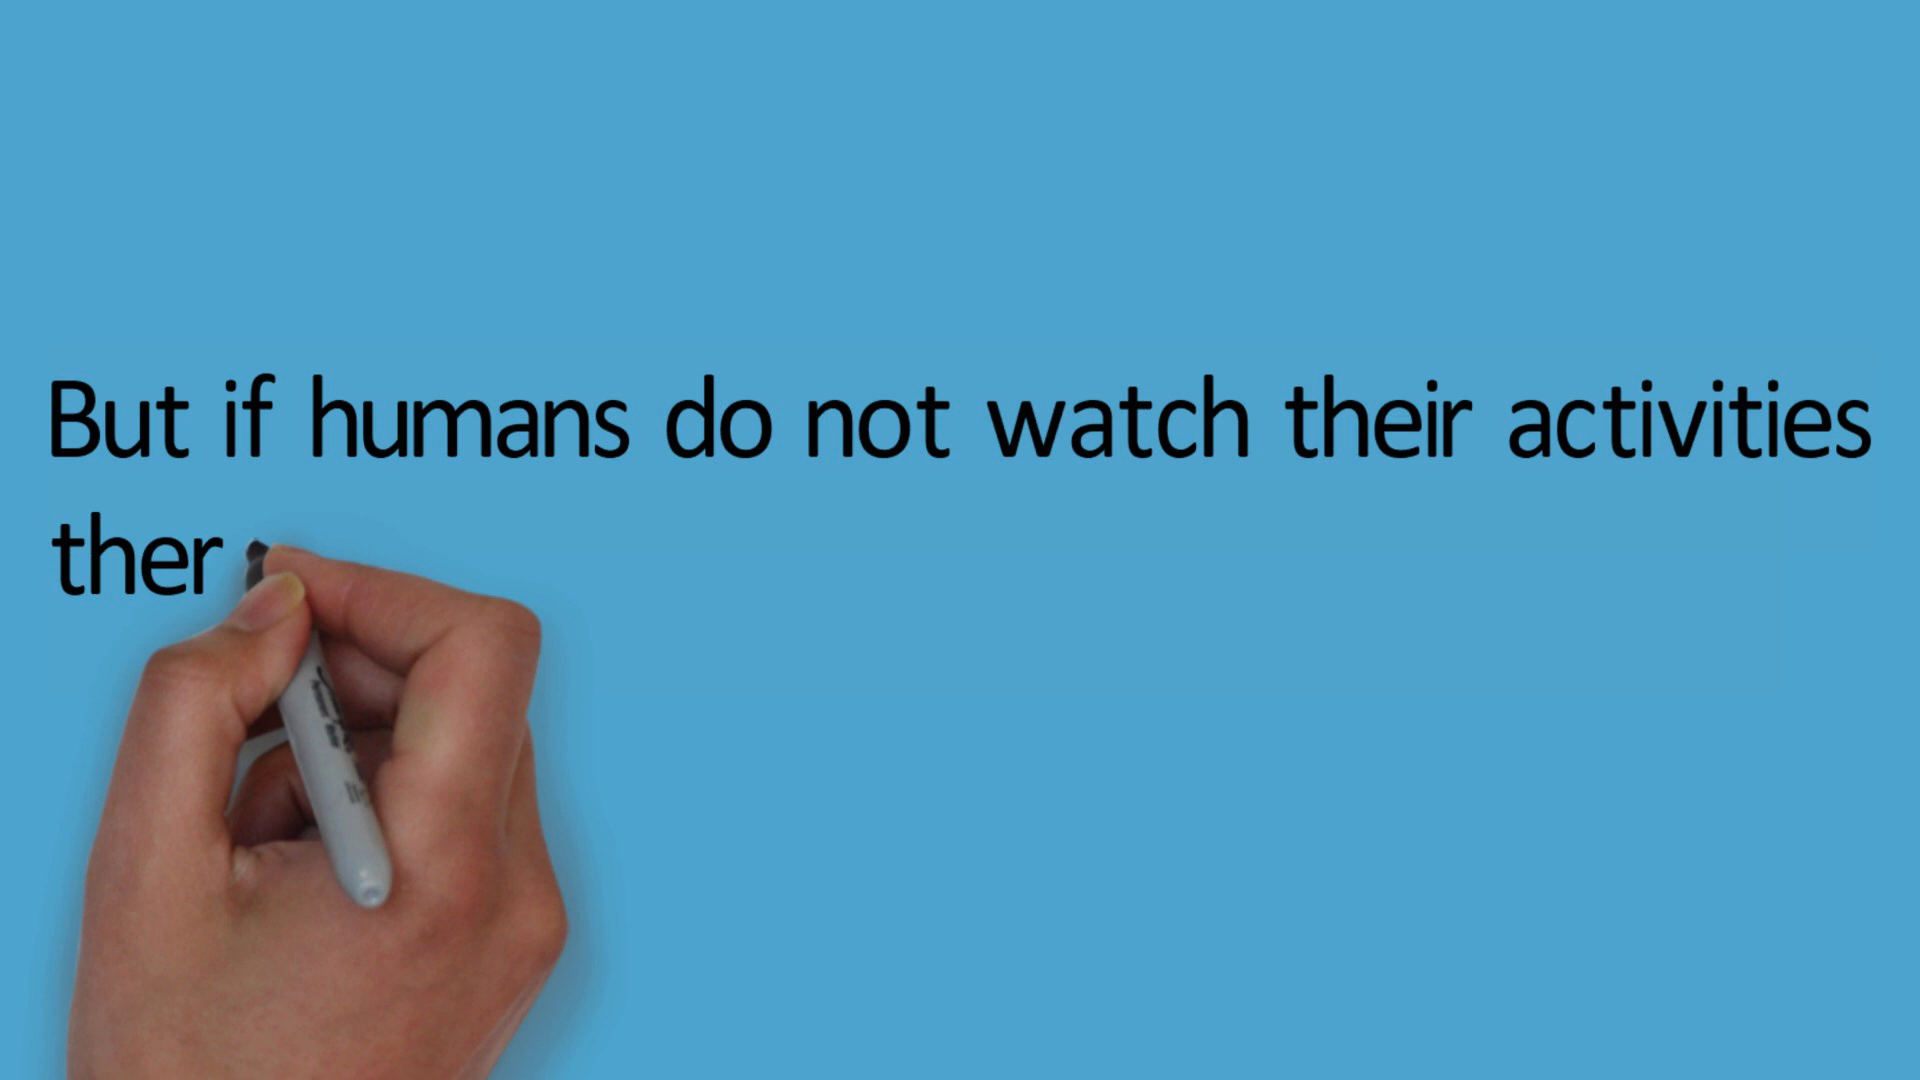 But if humans do not watch their activities
ther